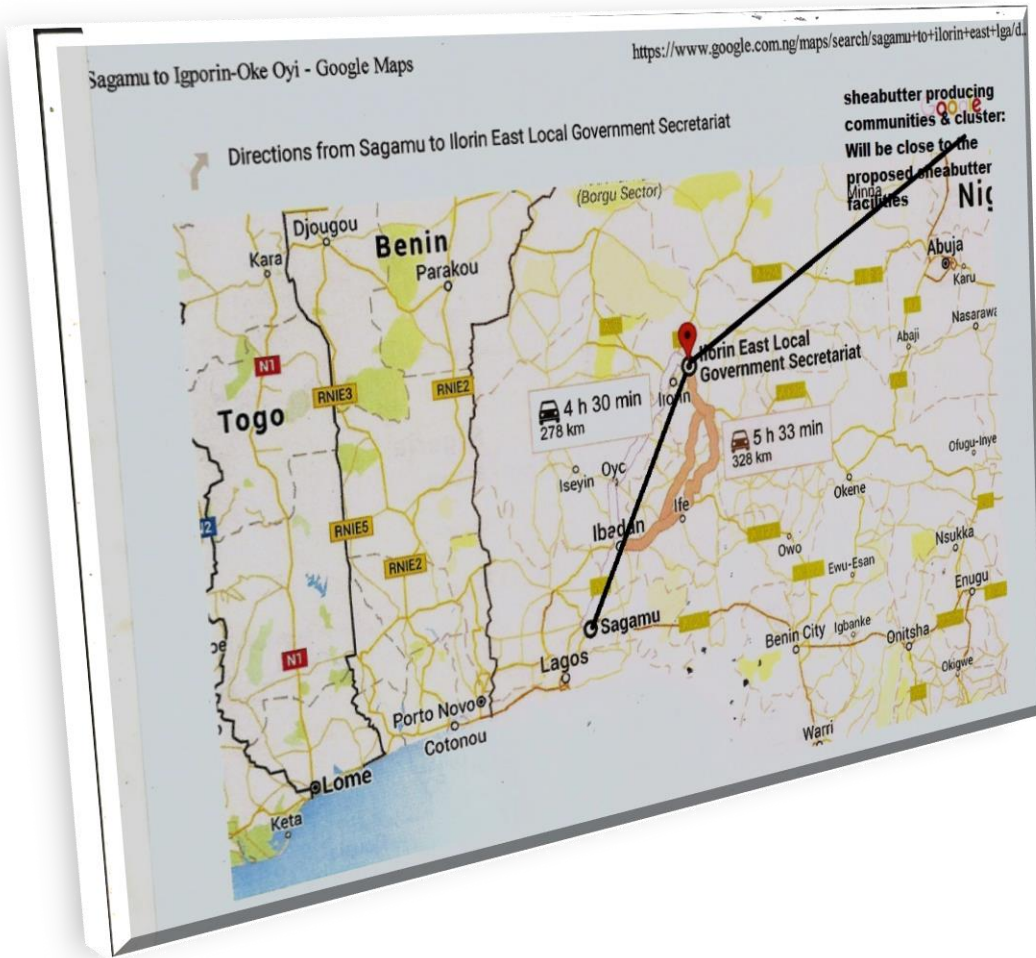 Sagamu to Igporin-Oke Oyi - Google Maps
https://www.google.com.ng/maps/search/sagamu+to+ilorin+east+lga/d...
Directions from Sagamu to Ilorin East Local Government Secretariat
Google
sheabutter producing
communities & cluster:
Will be close to the
proposed sheabutter
facilities
(Borgu Sector)
Minna
Nig
Djougou
Benin
Kara
Parakou
Abuja
Karu
Nasarawa
Abaji
Ilorin East Local
Government Secretariat
N1
RNIE3
RNIE2
Ilorin
Togo
4 h 30 min
278 km
5 h 33 min
328 km
Ofugu-Inye
Iseyin
Oyo
Okene
Ife
Ibadan
RNIE5
RNIE2
Owo
Ewu-Esan
Nsukka
Enugu
Sagamu
Benin City
Igbanke
Onitsha
Okigwe
N1
Lagos
Porto Novo
Cotonou
Warri
Lome
Keta